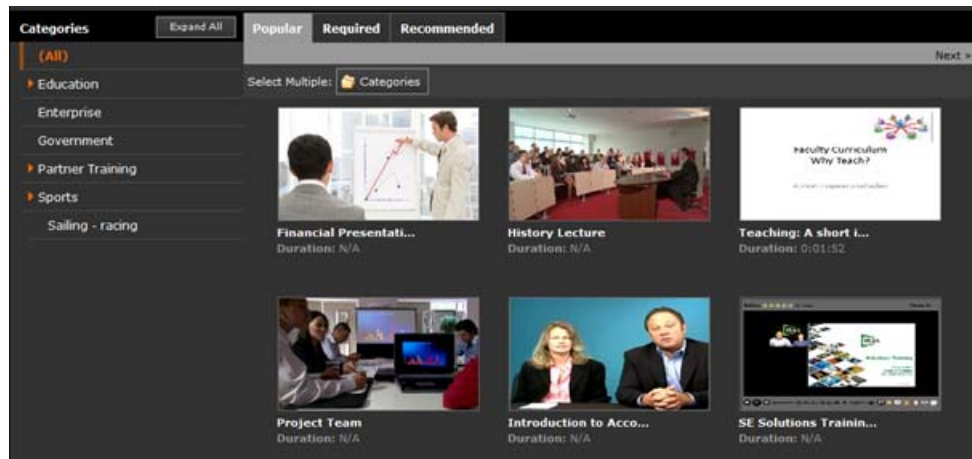 Categories
Expand All
Popular
Required
Recommended
(All)
Next »
Education
Select Multiple:
Categories
Enterprise
Government
Partner Training
Sports
Sailing - racing
Faculty Curriculum
Why Teach?
Financial Presentati...
Duration: N/A
History Lecture
Duration: N/A
Teaching: A short i...
Duration: 0:01:52
Project Team
Duration: N/A
Introduction to Acco...
Duration: N/A
SE Solutions Trainin...
Duration: N/A